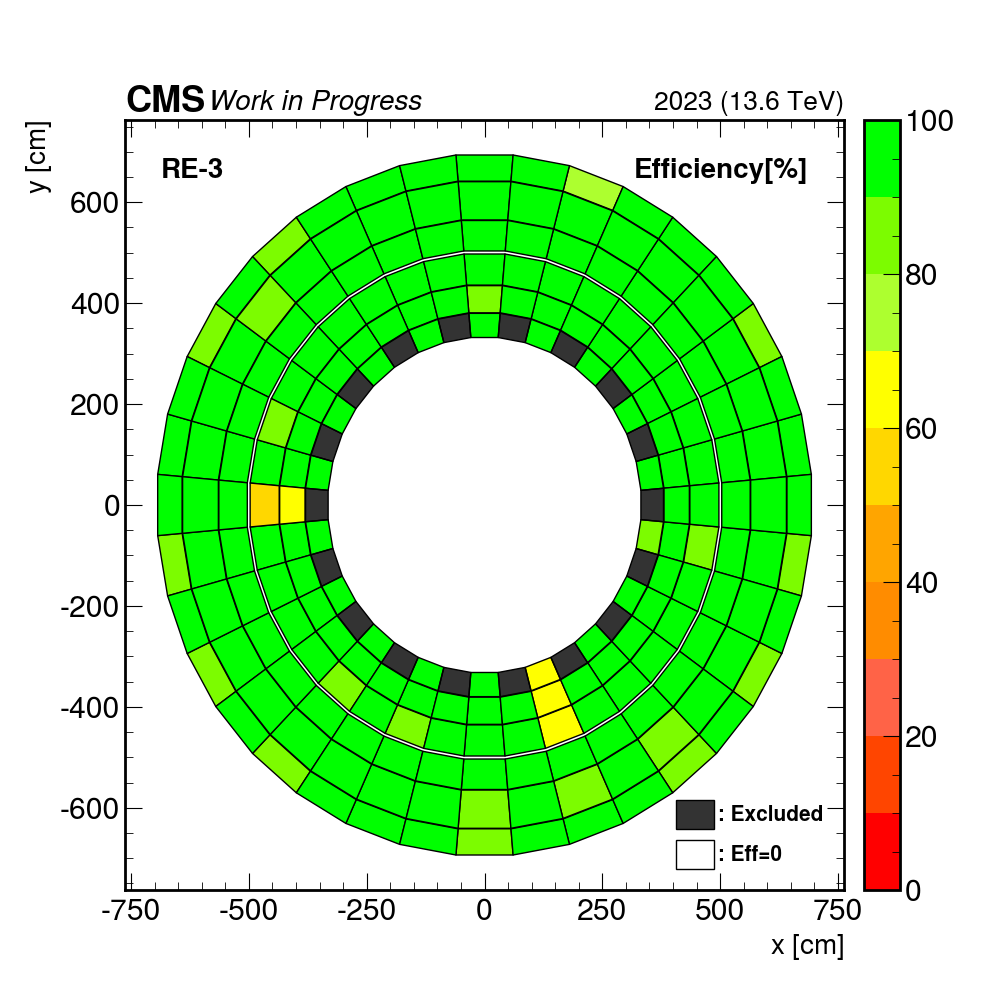 CMS Work in Progress 2023 (13.6 TeV)
y [cm]
RE-3 Efficiency[%]
600
400
200
0
-200
-400
-600
: Excluded
: Eff=0
-750 -500 -250 0 250 500 750
x [cm]
100
80
60
40
20
0